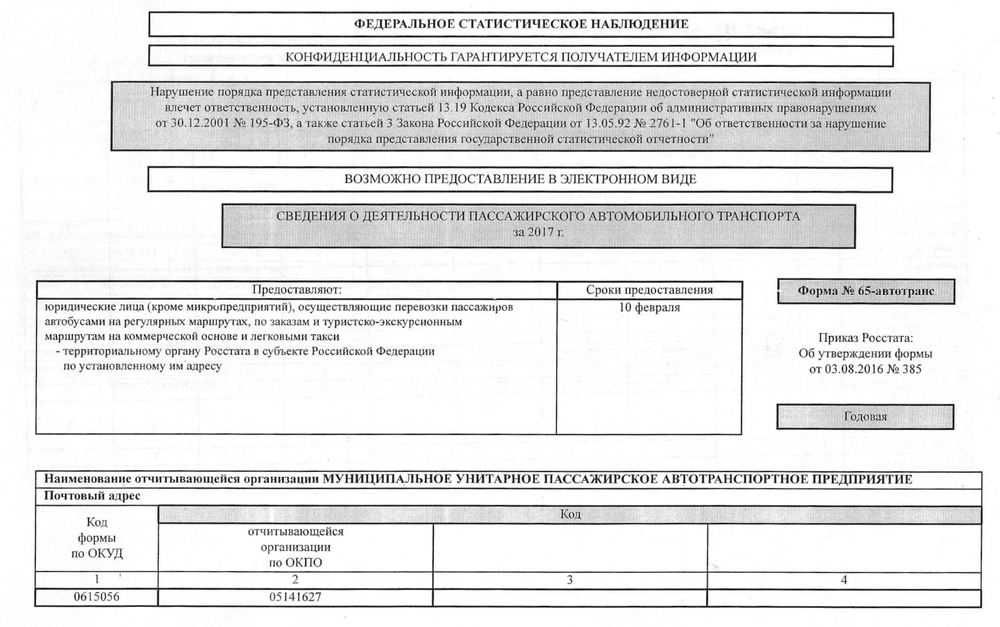 ФЕДЕРАЛЬНОЕ СТАТИСТИЧЕСКОЕ НАБЛЮДЕНИЕ
КОНФИДЕНЦИАЛЬНОСТЬ ГАРАНТИРУЕТСЯ ПОЛУЧАТЕЛЕМ ИНФОРМАЦИИ
Нарушение порядка представления статистической информации, а равно представление недостоверной статистической информации
влечет ответственность, установленную статьей 13.19 Кодекса Российской Федерации об административных правонарушениях
от 30.12.2001 № 195-ФЗ, а также статьей 3 Закона Российской Федерации от 13.05.92 № 2761-1 "Об ответственности за нарушение
порядка представления государственной статистической отчетности"
ВОЗМОЖНО ПРЕДОСТАВЛЕНИЕ В ЭЛЕКТРОННОМ ВИДЕ
СВЕДЕНИЯ О ДЕЯТЕЛЬНОСТИ ПАССАЖИРСКОГО АВТОМОБИЛЬНОГО ТРАНСПОРТА
за 2017 г.
Предоставляют:
Сроки предоставления
юридические лица (кроме микропредприятий), осуществляющие перевозки пассажиров
автобусами на регулярных маршрутах, по заказам и туристско-экскурсионным
маршрутам на коммерческой основе и легковыми такси
- территориальному органу Росстата в субъекте Российской Федерации
по установленному им адресу
10 февраля
Форма № 65-автотранс
Приказ Росстата:
Об утверждении формы
от 03.08.2016 № 385
Годовая
Наименование отчитывающейся организации МУНИЦИПАЛЬНОЕ УНИТАРНОЕ ПАССАЖИРСКОЕ АВТОТРАНСПОРТНОЕ ПРЕДПРИЯТИЕ
Почтовый адрес
Код
формы
по ОКУД
Код
отчитывающейся
организации
по ОКПО
1 2 3 4
0615056 05141627